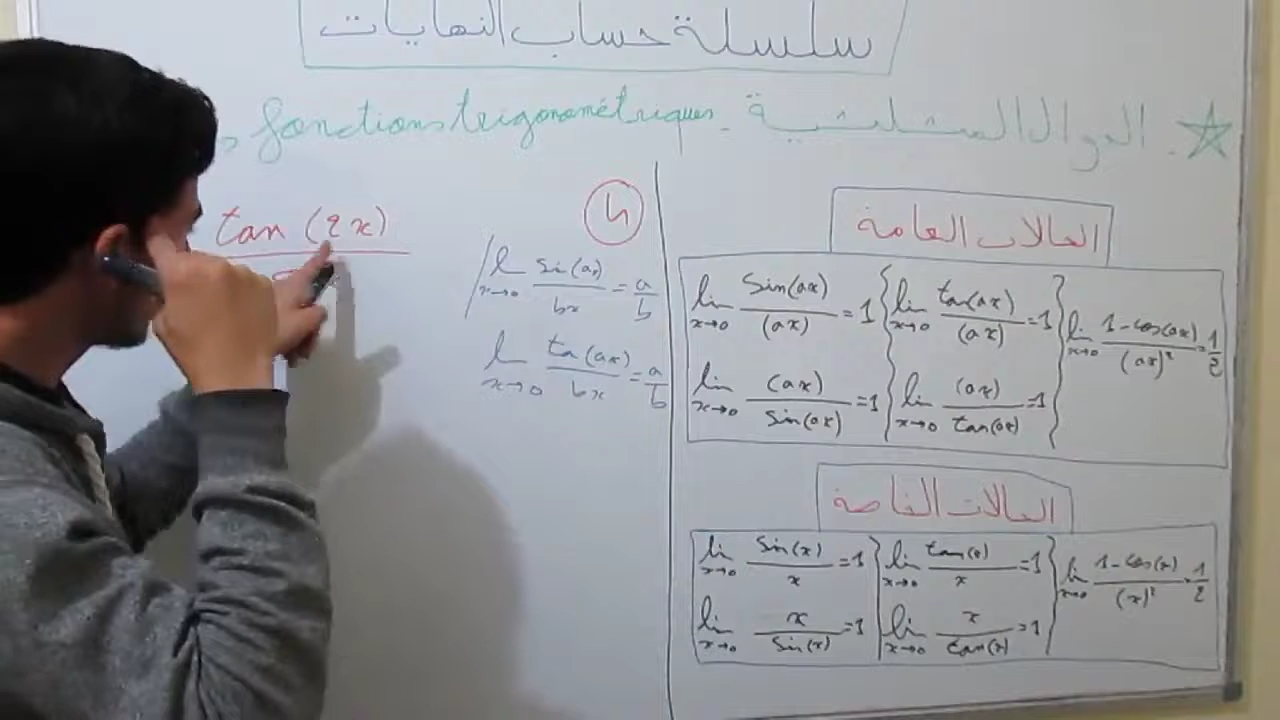 سلسلة حساب النهايات
☆. الدوال المثلثية - fonctions trigonométriques
tan (2x)
h
lim x→0 sin(ax)/bx = a/b
lim x→0 ta(ax)/bx = a/b
الحالات العامة
lim x→0 Sin(ax)/(ax) = 1
lim x→0 tan(ax)/(ax) = 1
lim x→0 1-cos(ax)/(ax)² = 1/2
lim x→0 (ax)/Sin(ax) = 1
lim x→0 (ax)/tan(ax) = 1
الحالات الخاصة
lim x→0 Sin(x)/x = 1
lim x→0 tan(x)/x = 1
lim x→0 1-cos(x)/(x)² = 1/2
lim x→0 x/Sin(x) = 1
lim x→0 x/tan(x) = 1